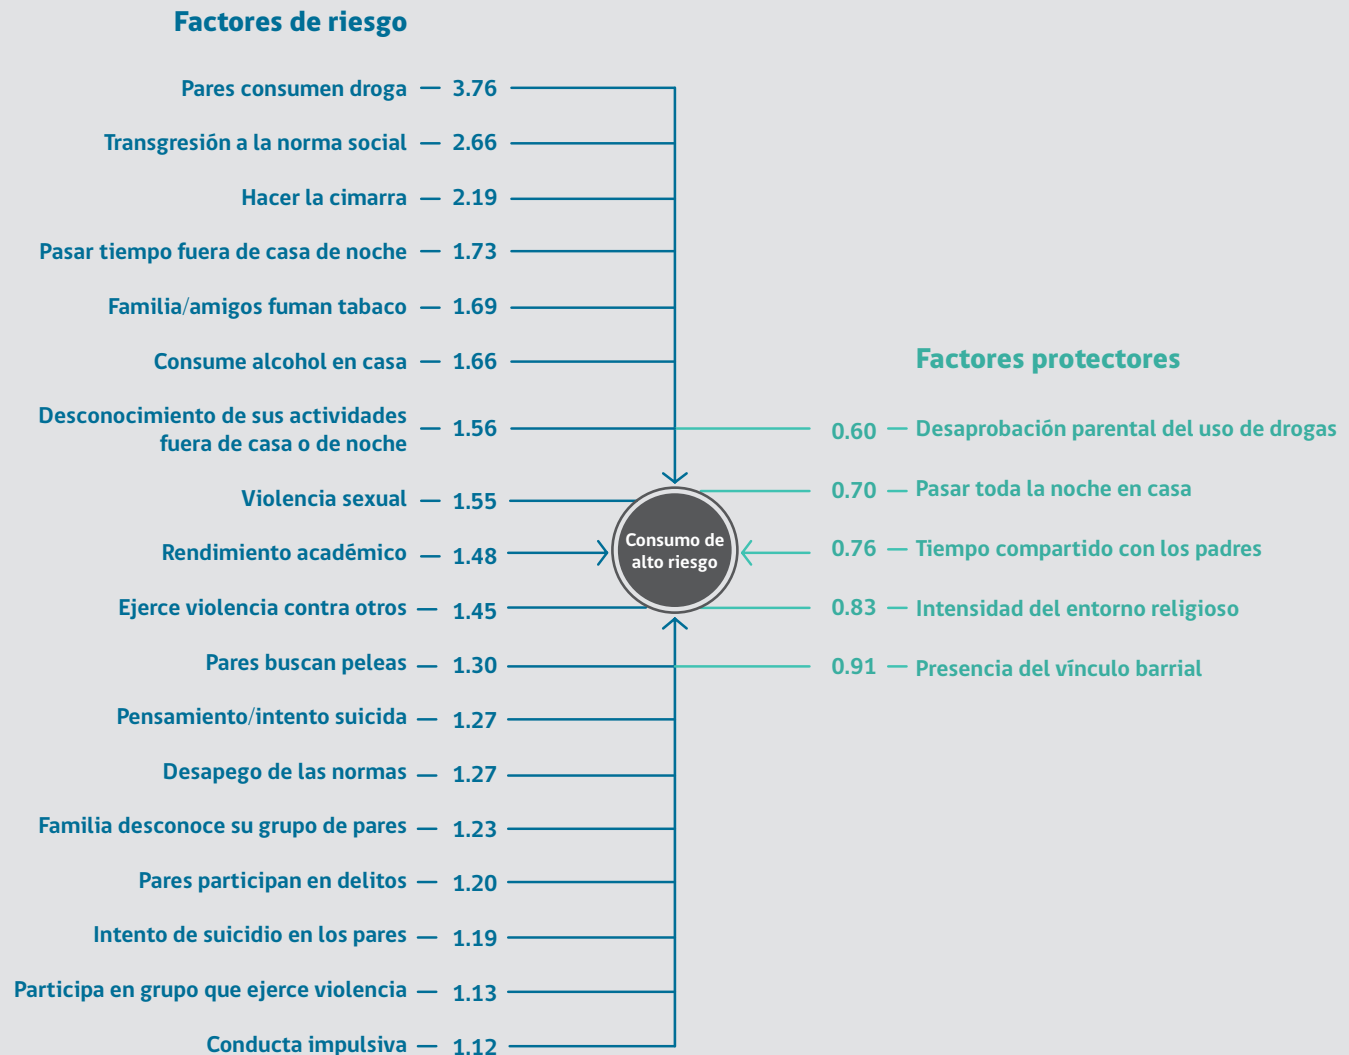 Factores de riesgo
Pares consumen droga — 3.76
Transgresión a la norma social — 2.66
Hacer la cimarra — 2.19
Pasar tiempo fuera de casa de noche — 1.73
Familia/amigos fuman tabaco — 1.69
Consume alcohol en casa — 1.66
Desconocimiento de sus actividades
fuera de casa o de noche — 1.56
Violencia sexual — 1.55
Rendimiento académico — 1.48
Ejerce violencia contra otros — 1.45
Pares buscan peleas — 1.30
Pensamiento/intento suicida — 1.27
Desapego de las normas — 1.27
Familia desconoce su grupo de pares — 1.23
Pares participan en delitos — 1.20
Intento de suicidio en los pares — 1.19
Participa en grupo que ejerce violencia — 1.13
Conducta impulsiva — 1.12
Consumo de
alto riesgo
Factores protectores
0.60 — Desaprobación parental del uso de drogas
0.70 — Pasar toda la noche en casa
0.76 — Tiempo compartido con los padres
0.83 — Intensidad del entorno religioso
0.91 — Presencia del vínculo barrial